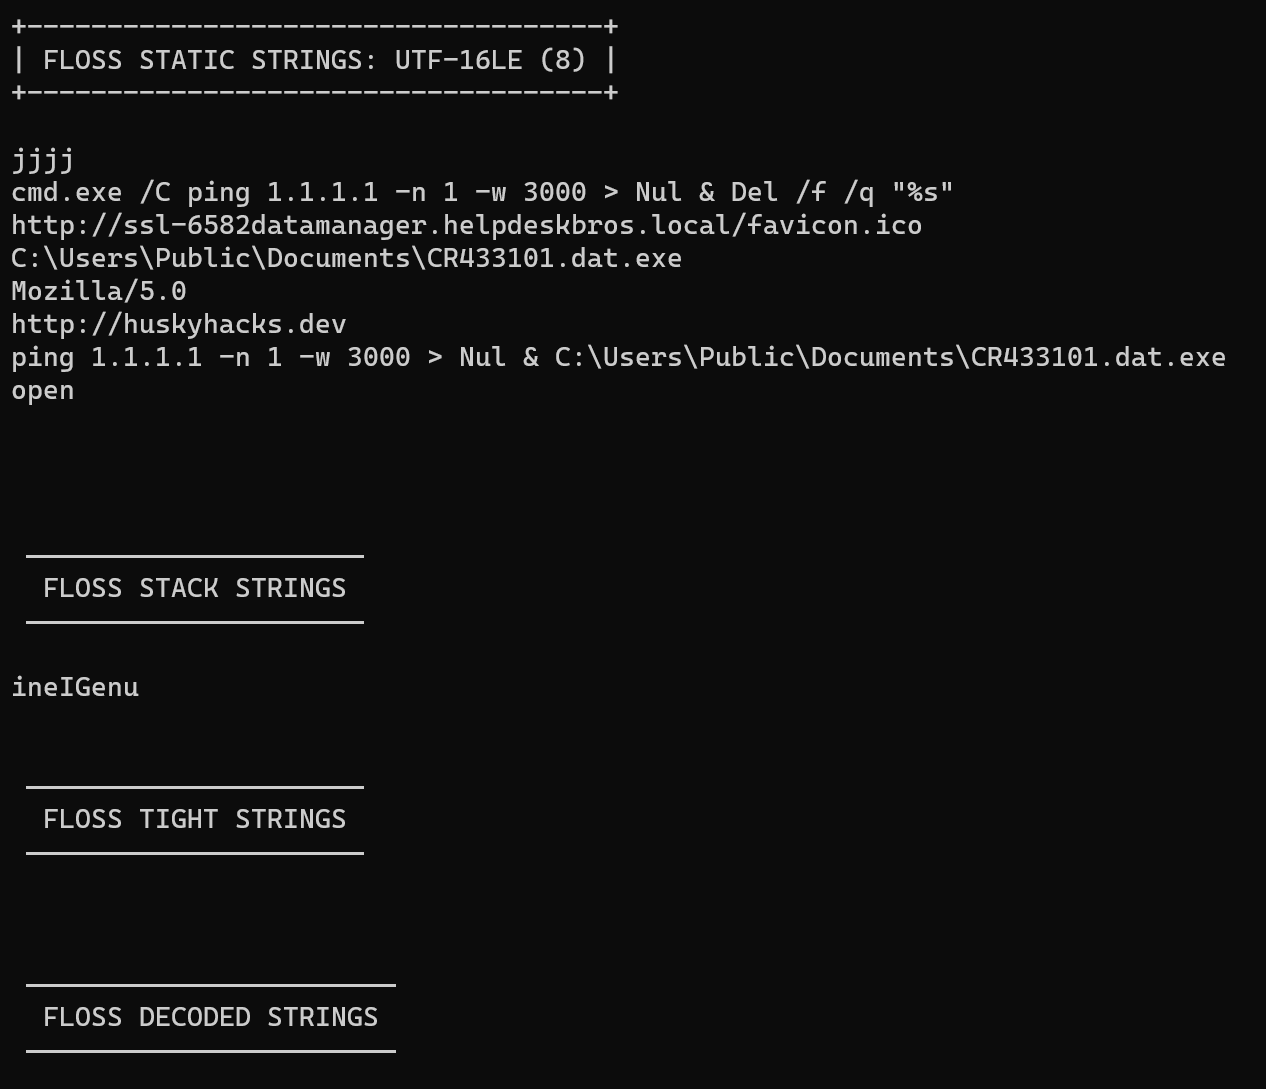 +------------------------------------+
| FLOSS STATIC STRINGS: UTF-16LE (8) |
+------------------------------------+
jjjj
cmd.exe /C ping 1.1.1.1 -n 1 -w 3000 > Nul & Del /f /q "%s"
http://ssl-6582datamanager.helpdeskbros.local/favicon.ico
C:\Users\Public\Documents\CR433101.dat.exe
Mozilla/5.0
http://huskyhacks.dev
ping 1.1.1.1 -n 1 -w 3000 > Nul & C:\Users\Public\Documents\CR433101.dat.exe
open
FLOSS STACK STRINGS
ineIGenu
FLOSS TIGHT STRINGS
FLOSS DECODED STRINGS